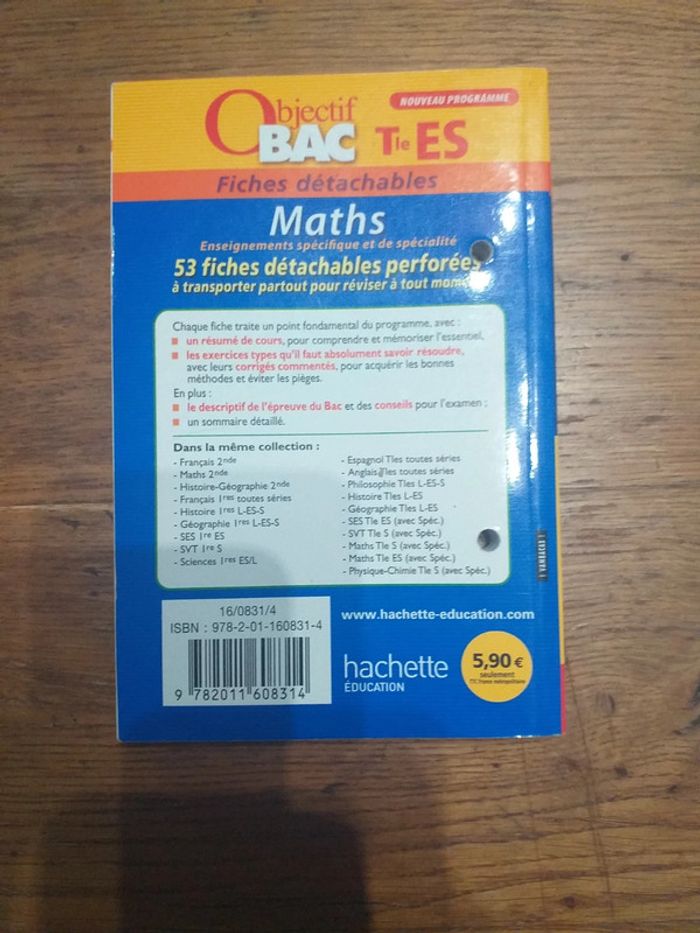 Objectif
BAC
NOUVEAU PROGRAMME
Tle ES
Fiches détachables
Maths
Enseignements spécifique et de spécialité
53 fiches détachables perforées
à transporter partout pour réviser à tout
Chaque fiche traite un point fondamental du programme, avec :
un résumé de cours, pour comprendre et mémoriser l'essentiel,
les exercices types qu'il faut absolument savoir résoudre,
avec leurs corrigés commentés, pour acquérir les bonnes
méthodes et éviter les pièges.
En plus :
le descriptif de l'épreuve du Bac et des conseils pour l'examen ;
un sommaire détaillé.
Dans la même collection :
- Français 2nde
- Maths 2nde
- Histoire-Géographie 2nde
- Français 1res toutes séries
- Histoire 1res L-ES-S
- Géographie 1res L-ES-S
- SES 1re ES
- SVT 1re S
- Sciences 1res ES/L
- Espagnol Tles toutes séries
- Anglais Tles toutes séries
- Philosophie Tles L-ES-S
- Histoire Tles L-ES
- Géographie Tles L-ES
- SES Tle ES (avec Spéc.)
- SVT Tle S (avec Spéc.)
- Maths Tle S (avec Spéc.)
- Maths Tle ES (avec Spéc.)
- Physique-Chimie Tle S (avec Spéc.)
16/0831/4
ISBN : 978-2-01-160831-4
9 782011 608314
www.hachette-education.com
hachette
ÉDUCATION
5,90 €
seulement
TTC France métropolitaine